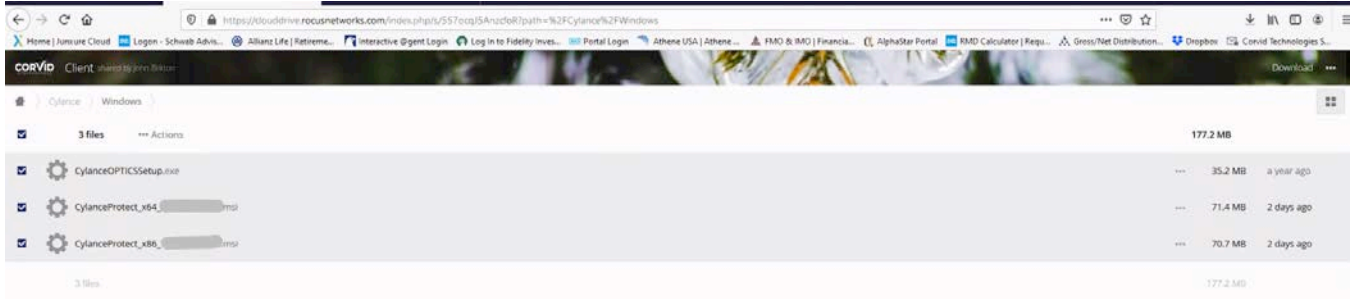 https://clouddrive.rocusnetworks.com/index.php/s/ path=%2FCylance%2FWindows
Home | Junxure Cloud Logon - Schwab Advis... Allianz Life | Retireme... Interactive @gent Login Log In to Fidelity Inves... Portal Login Athene USA | Athene ... FMO & IMO | Financia... AlphaStar Portal RMD Calculator | Requ... Gross/Net Distribution... Dropbox Corvid Technologies S...
CORVID Client shared by Download •••
Cylance Windows
3 files ••• Actions 177.2 MB
CylanceOPTICSSetup.exe ••• 35.2 MB a year ago
CylanceProtect_x64_ .msi ••• 71.4 MB 2 days ago
CylanceProtect_x86_ .msi ••• 70.7 MB 2 days ago
3 files 177.2 MB